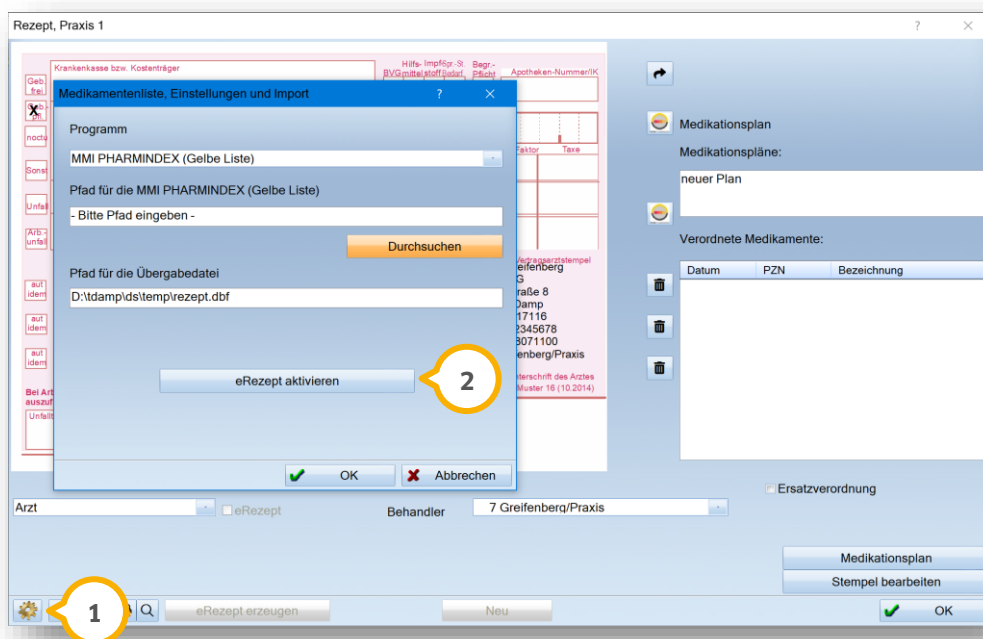 Rezept, Praxis 1
Krankenkasse bzw. Kostenträger
Hilfs- Impf- Spr.-St. Begr.-
BVG mittel stoff Bedarf Pflicht Apotheken-Nummer/IK
Geb.
frei
Geb.-
pfl.
X
noctu
Sonst
Unfall
Arb.-
unfall
aut
idem
aut
idem
aut
idem
Bei Arb
auszuf
Unfallt
Faktor Taxe
Medikamentenliste, Einstellungen und Import
Programm
MMI PHARMINDEX (Gelbe Liste)
Pfad für die MMI PHARMINDEX (Gelbe Liste)
- Bitte Pfad eingeben -
Durchsuchen
Pfad für die Übergabedatei
D:\tdamp\ds\temp\rezept.dbf
eRezept aktivieren
2
OK
Abbrechen
Vertragsarztstempel
eifenberg
G
raße 8
Damp
17116
2345678
8071100
enberg/Praxis
terschrift des Arztes
Muster 16 (10.2014)
Medikationsplan
Medikationspläne:
neuer Plan
Verordnete Medikamente:
Datum PZN Bezeichnung
Ersatzverordnung
Arzt
eRezept
Behandler
7 Greifenberg/Praxis
Medikationsplan
Stempel bearbeiten
1
eRezept erzeugen
Neu
OK